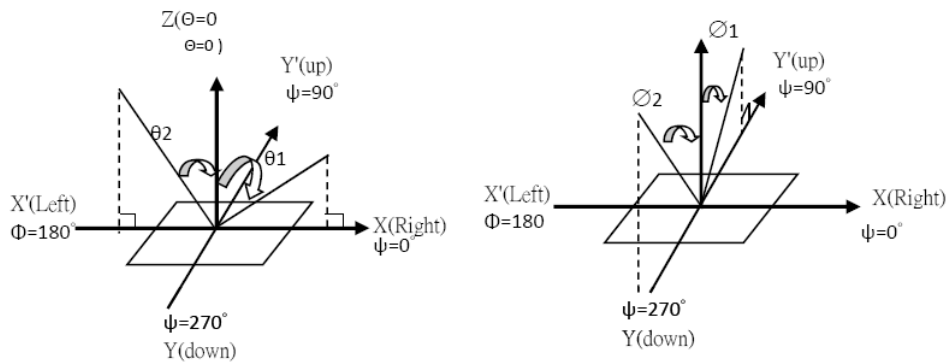 Z(Θ=0
Θ=0 )
Y'(up)
ψ=90°
θ2
θ1
X'(Left)
Φ=180°
X(Right)
ψ=0°
ψ=270°
Y(down)
∅1
Y'(up)
ψ=90°
∅2
X'(Left)
Φ=180
X(Right)
ψ=0°
ψ=270°
Y(down)